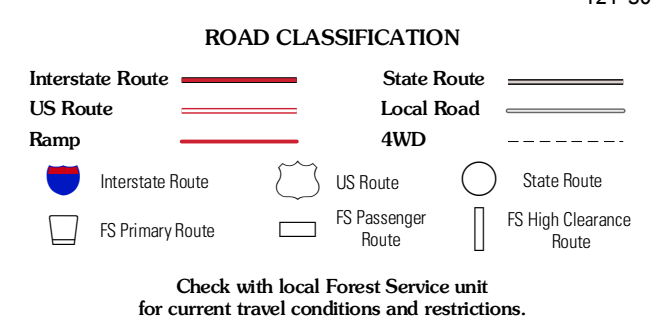 ROAD CLASSIFICATION
Interstate Route
State Route
US Route
Local Road
Ramp
4WD
Interstate Route
US Route
State Route
FS Primary Route
FS Passenger
Route
FS High Clearance
Route
Check with local Forest Service unit
for current travel conditions and restrictions.